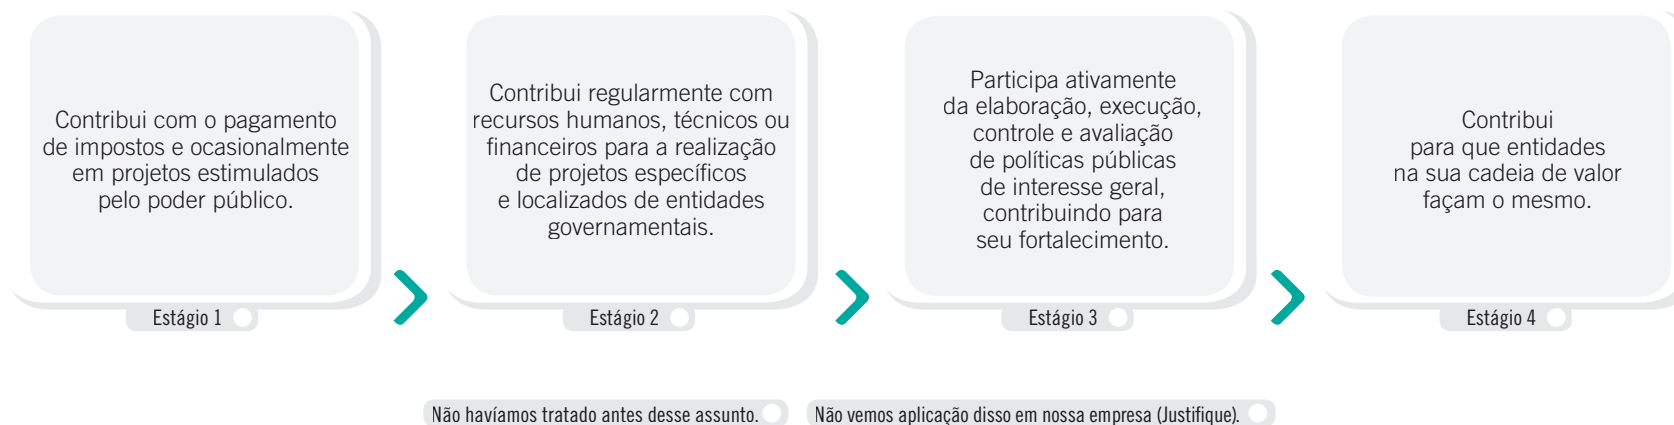 Contribui com o pagamento
de impostos e ocasionalmente
em projetos estimulados
pelo poder público.
Estágio 1
Contribui regularmente com
recursos humanos, técnicos ou
financeiros para a realização
de projetos específicos
e localizados de entidades
governamentais.
Estágio 2
Participa ativamente
da elaboração, execução,
controle e avaliação
de políticas públicas
de interesse geral,
contribuindo para
seu fortalecimento.
Estágio 3
Contribui
para que entidades
na sua cadeia de valor
façam o mesmo.
Estágio 4
Não havíamos tratado antes desse assunto.
Não vemos aplicação disso em nossa empresa (Justifique).